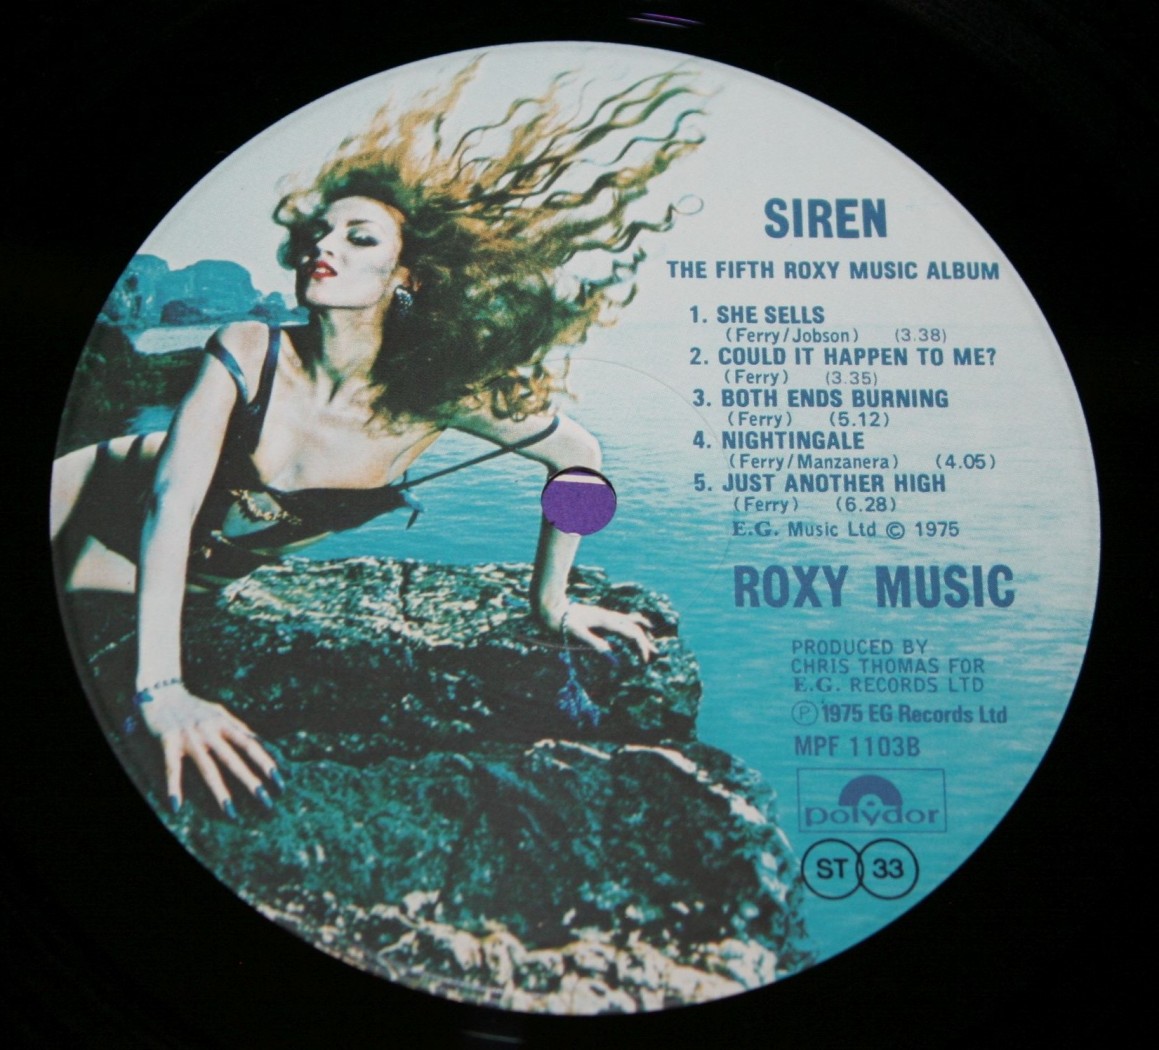 SIREN
THE FIFTH ROXY MUSIC ALBUM
1. SHE SELLS
(Ferry/Jobson) (3.38)
2. COULD IT HAPPEN TO ME?
(Ferry) (3.35)
3. BOTH ENDS BURNING
(Ferry) (5.12)
4. NIGHTINGALE
(Ferry/Manzanera) (4.05)
5. JUST ANOTHER HIGH
(Ferry) (6.28)
E.G. Music Ltd © 1975
ROXY MUSIC
PRODUCED BY
CHRIS THOMAS FOR
E.G. RECORDS LTD
℗ 1975 EG Records Ltd
MPF 1103B
polydor
ST 33